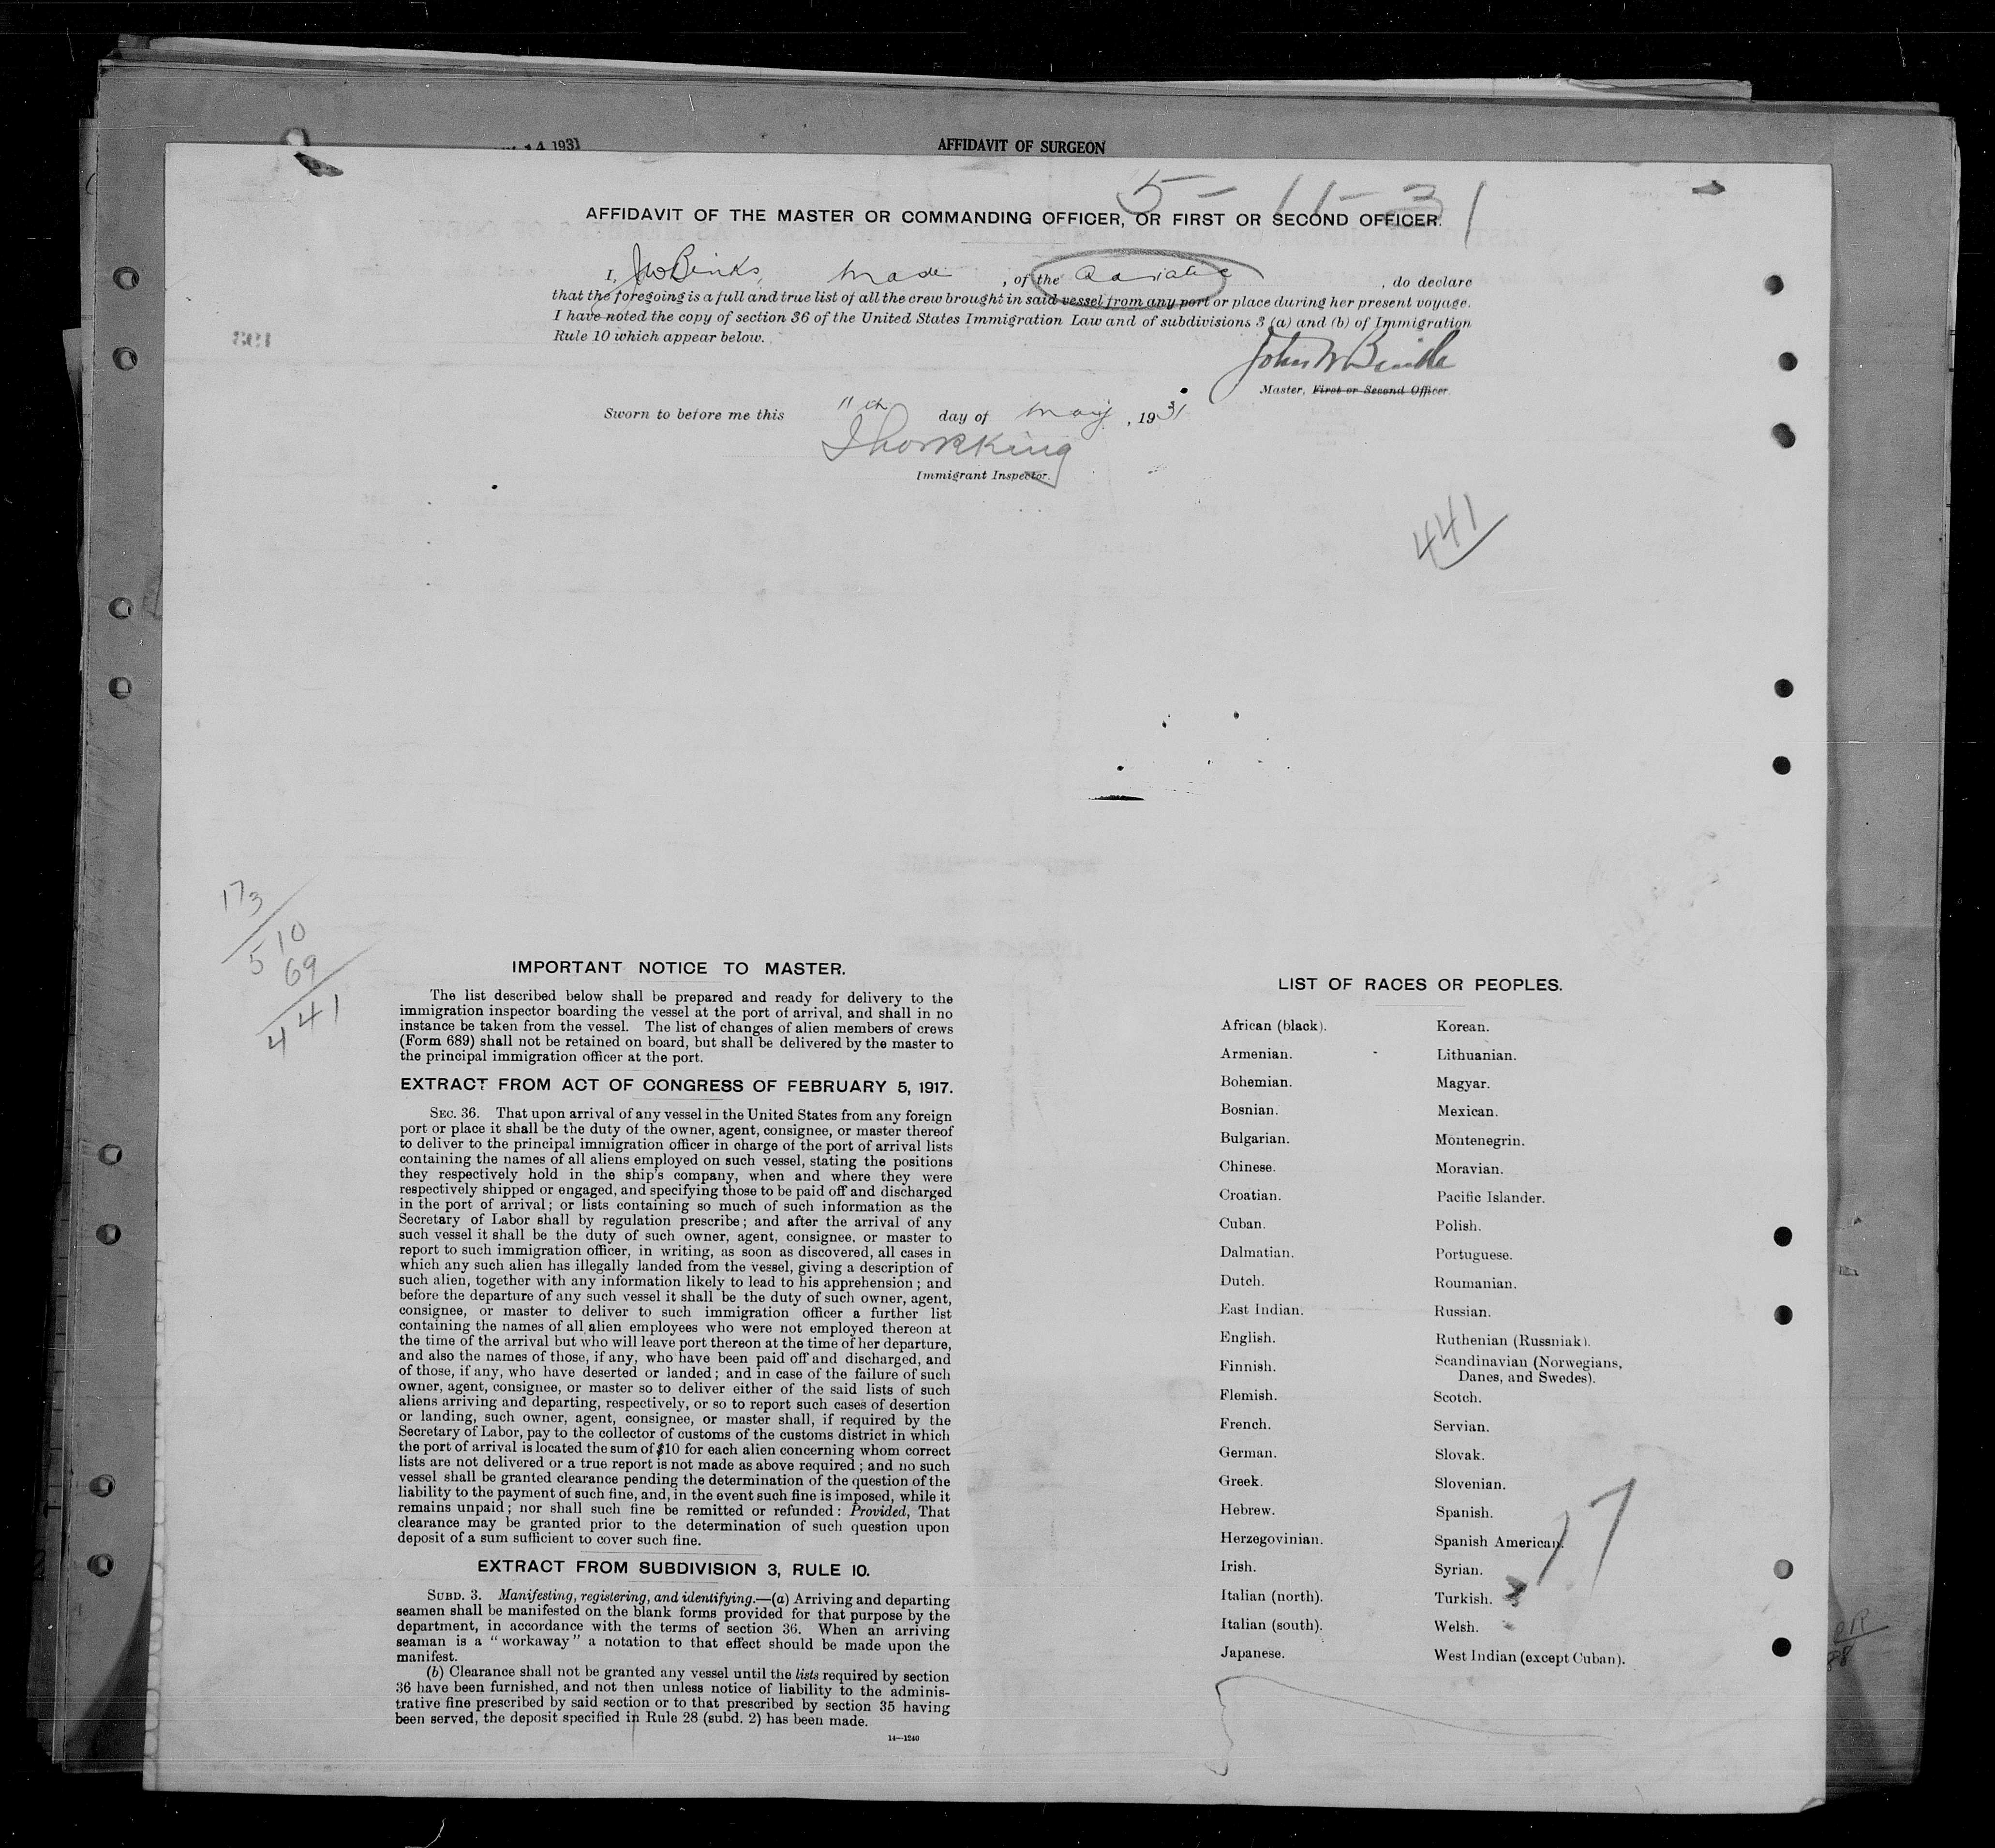 14 1931
AFFIDAVIT OF SURGEON
5-11-31
AFFIDAVIT OF THE MASTER OR COMMANDING OFFICER, OR FIRST OR SECOND OFFICER.
I, JWBinks, , of the , do declare
that the foregoing is a full and true list of all the crew brought in said vessel from any port or place during her present voyage.
I have noted the copy of section 36 of the United States Immigration Law and of subdivisions 3 (a) and (b) of Immigration
Rule 10 which appear below.
John W Binks
Master, First or Second Officer.
Sworn to before me this 11th day of may, 1931
Immigrant Inspector.
441
173
510
69
441
IMPORTANT NOTICE TO MASTER.
The list described below shall be prepared and ready for delivery to the
immigration inspector boarding the vessel at the port of arrival, and shall in no
instance be taken from the vessel. The list of changes of alien members of crews
(Form 689) shall not be retained on board, but shall be delivered by the master to
the principal immigration officer at the port.
EXTRACT FROM ACT OF CONGRESS OF FEBRUARY 5, 1917.
SEC. 36. That upon arrival of any vessel in the United States from any foreign
port or place it shall be the duty of the owner, agent, consignee, or master thereof
to deliver to the principal immigration officer in charge of the port of arrival lists
containing the names of all aliens employed on such vessel, stating the positions
they respectively hold in the ship's company, when and where they were
respectively shipped or engaged, and specifying those to be paid off and discharged
in the port of arrival; or lists containing so much of such information as the
Secretary of Labor shall by regulation prescribe; and after the arrival of any
such vessel it shall be the duty of such owner, agent, consignee, or master to
report to such immigration officer, in writing, as soon as discovered, all cases in
which any such alien has illegally landed from the vessel, giving a description of
such alien, together with any information likely to lead to his apprehension; and
before the departure of any such vessel it shall be the duty of such owner, agent,
consignee, or master to deliver to such immigration officer a further list
containing the names of all alien employees who were not employed thereon at
the time of the arrival but who will leave port thereon at the time of her departure,
and also the names of those, if any, who have been paid off and discharged, and
of those, if any, who have deserted or landed; and in case of the failure of such
owner, agent, consignee, or master so to deliver either of the said lists of such
aliens arriving and departing, respectively, or so to report such cases of desertion
or landing, such owner, agent, consignee, or master shall, if required by the
Secretary of Labor, pay to the collector of customs of the customs district in which
the port of arrival is located the sum of $10 for each alien concerning whom correct
lists are not delivered or a true report is not made as above required; and no such
vessel shall be granted clearance pending the determination of the question of the
liability to the payment of such fine, and, in the event such fine is imposed, while it
remains unpaid; nor shall such fine be remitted or refunded: Provided, That
clearance may be granted prior to the determination of such question upon
deposit of a sum sufficient to cover such fine.
EXTRACT FROM SUBDIVISION 3, RULE 10.
SUBD. 3. Manifesting, registering, and identifying.—(a) Arriving and departing
seamen shall be manifested on the blank forms provided for that purpose by the
department, in accordance with the terms of section 36. When an arriving
seaman is a "workaway" a notation to that effect should be made upon the
manifest.
(b) Clearance shall not be granted any vessel until the lists required by section
36 have been furnished, and not then unless notice of liability to the adminis-
trative fine prescribed by said section or to that prescribed by section 35 having
been served, the deposit specified in Rule 28 (subd. 2) has been made.
14—1240
LIST OF RACES OR PEOPLES.
African (black).
Armenian.
Bohemian.
Bosnian.
Bulgarian.
Chinese.
Croatian.
Cuban.
Dalmatian.
Dutch.
East Indian.
English.
Finnish.
Flemish.
French.
German.
Greek.
Hebrew.
Herzegovinian.
Irish.
Italian (north).
Italian (south).
Japanese.
Korean.
Lithuanian.
Magyar.
Mexican.
Montenegrin.
Moravian.
Pacific Islander.
Polish.
Portuguese.
Roumanian.
Russian.
Ruthenian (Russniak).
Scandinavian (Norwegians,
Danes, and Swedes).
Scotch.
Servian.
Slovak.
Slovenian.
Spanish.
Spanish American.
Syrian.
Turkish.
Welsh.
West Indian (except Cuban).
17